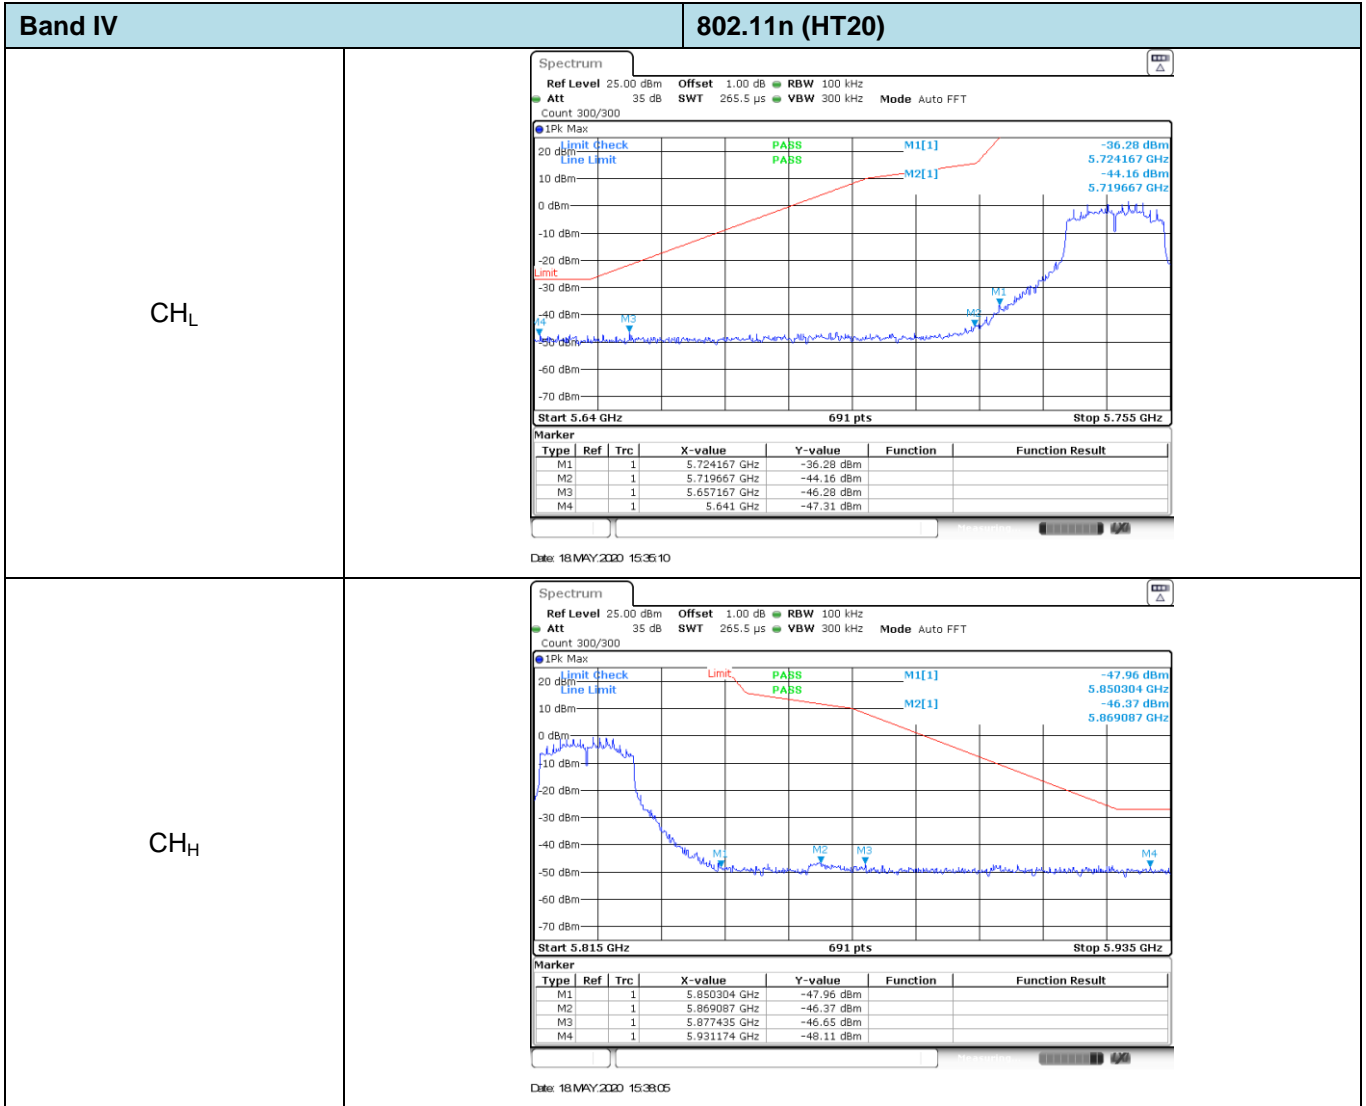 Band IV 802.11n (HT20)
CHL
Spectrum
Ref Level 25.00 dBm Offset 1.00 dB RBW 100 kHz
Att 35 dB SWT 265.5 µs VBW 300 kHz Mode Auto FFT
Count 300/300
1Pk Max
Limit Check PASS M1[1] -36.28 dBm
20 dBm
Line Limit PASS 5.724167 GHz
10 dBm M2[1] -44.16 dBm
5.719667 GHz
0 dBm
-10 dBm
-20 dBm
Limit
-30 dBm
M1
-40 dBm
M4 M3 M2
-50 dBm
-60 dBm
-70 dBm
Start 5.64 GHz 691 pts Stop 5.755 GHz
Marker
Type Ref Trc X-value Y-value Function Function Result
M1 1 5.724167 GHz -36.28 dBm
M2 1 5.719667 GHz -44.16 dBm
M3 1 5.657167 GHz -46.28 dBm
M4 1 5.641 GHz -47.31 dBm
Measuring...
Date: 18.MAY.2020 15:35:10
CHH
Spectrum
Ref Level 25.00 dBm Offset 1.00 dB RBW 100 kHz
Att 35 dB SWT 265.5 µs VBW 300 kHz Mode Auto FFT
Count 300/300
1Pk Max
Limit Check Limit PASS M1[1] -47.96 dBm
20 dBm
Line Limit PASS 5.850304 GHz
10 dBm M2[1] -46.37 dBm
5.869087 GHz
0 dBm
-10 dBm
-20 dBm
-30 dBm
-40 dBm
M1 M2 M3 M4
-50 dBm
-60 dBm
-70 dBm
Start 5.815 GHz 691 pts Stop 5.935 GHz
Marker
Type Ref Trc X-value Y-value Function Function Result
M1 1 5.850304 GHz -47.96 dBm
M2 1 5.869087 GHz -46.37 dBm
M3 1 5.877435 GHz -46.65 dBm
M4 1 5.931174 GHz -48.11 dBm
Measuring...
Date: 18.MAY.2020 15:38:05